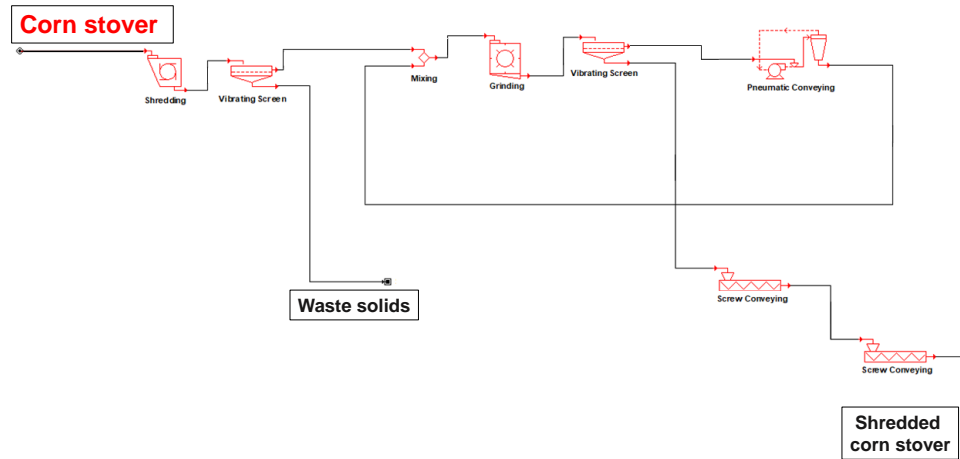 Corn stover
Shredding
Vibrating Screen
Mixing
Grinding
Vibrating Screen
Pneumatic Conveying
Waste solids
Screw Conveying
Screw Conveying
Shredded
corn stover